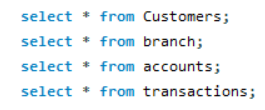 select * from Customers;
select * from branch;
select * from accounts;
select * from transactions;